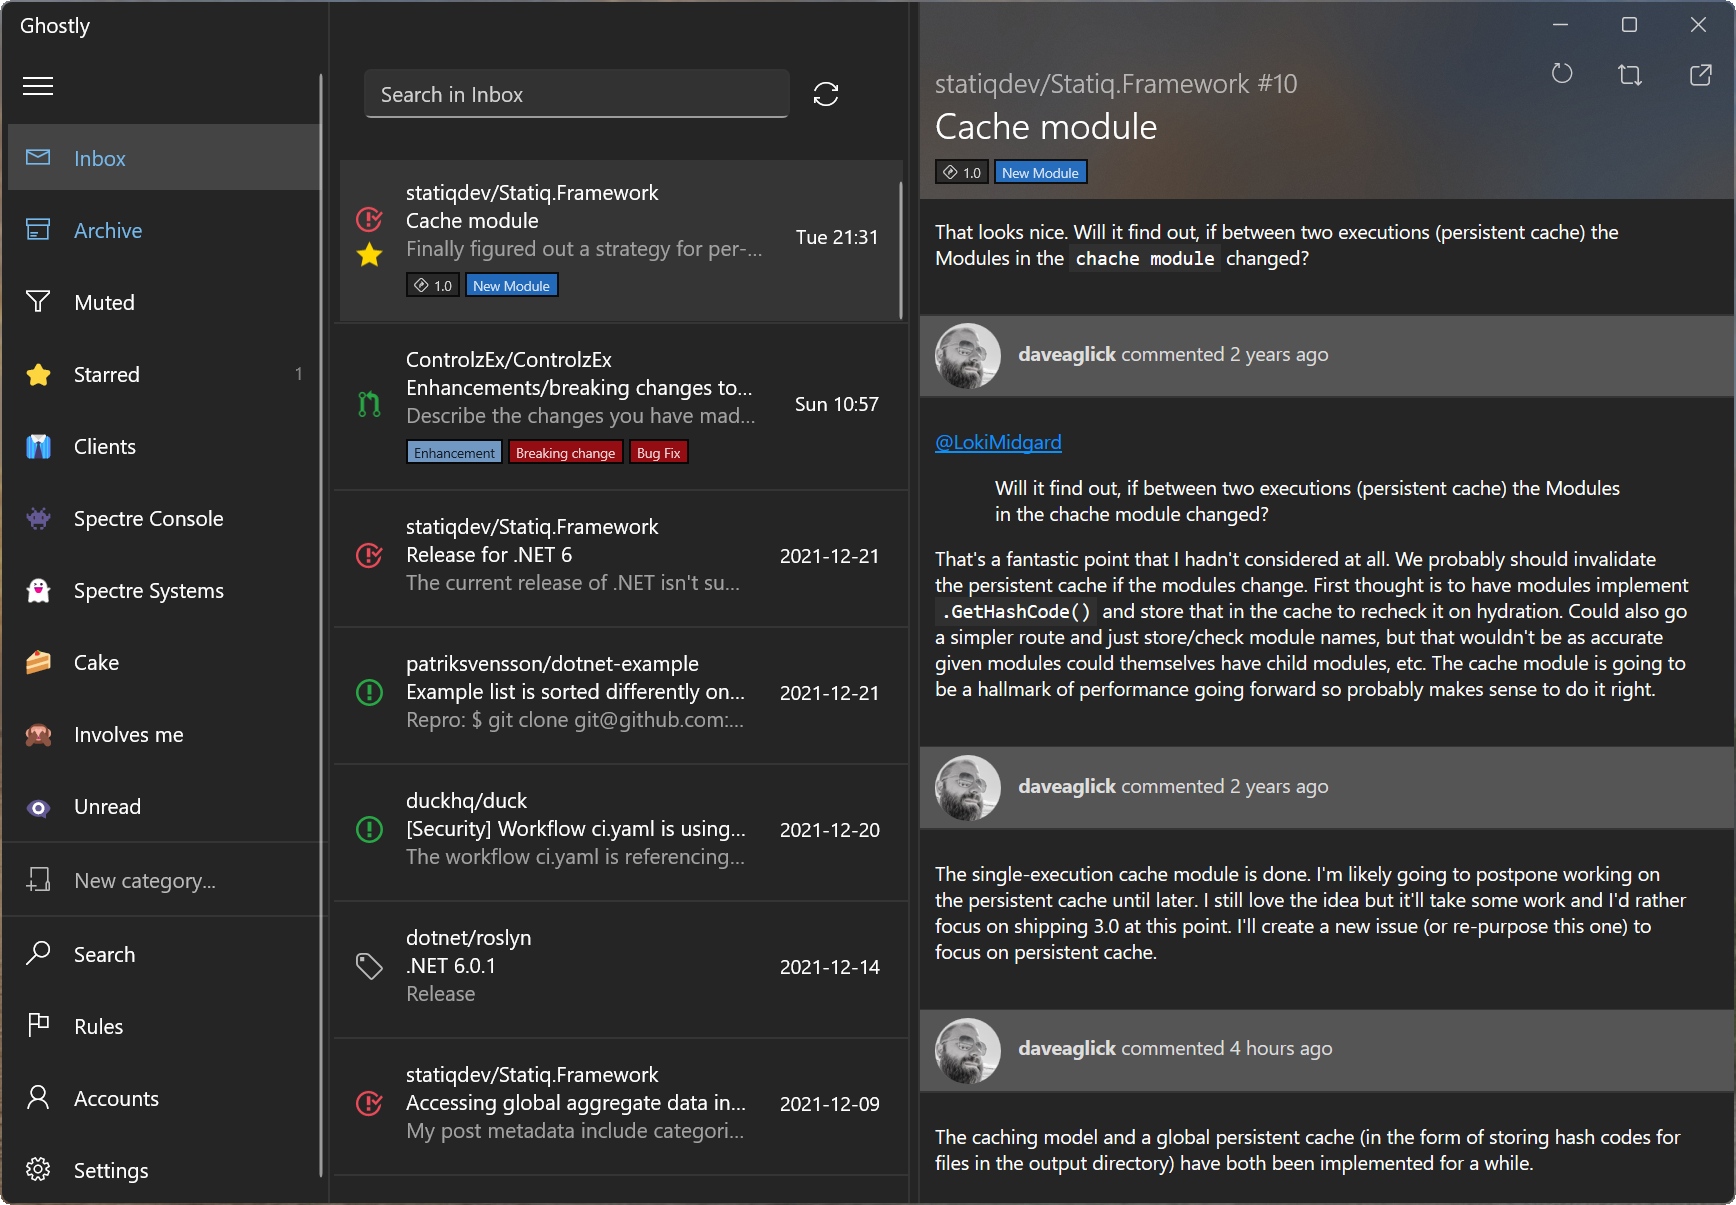 Ghostly
Inbox
Archive
Muted
Starred 1
Clients
Spectre Console
Spectre Systems
Cake
Involves me
Unread
New category...
Search
Rules
Accounts
Settings
Search in Inbox
statiqdev/Statiq.Framework
Cache module
Finally figured out a strategy for per-...
Tue 21:31
1.0 New Module
ControlzEx/ControlzEx
Enhancements/breaking changes to...
Describe the changes you have mad...
Sun 10:57
Enhancement Breaking change Bug Fix
statiqdev/Statiq.Framework
Release for .NET 6
The current release of .NET isn't su...
2021-12-21
patriksvensson/dotnet-example
Example list is sorted differently on...
Repro: $ git clone git@github.com:...
2021-12-21
duckhq/duck
[Security] Workflow ci.yaml is using...
The workflow ci.yaml is referencing...
2021-12-20
dotnet/roslyn
.NET 6.0.1
Release
2021-12-14
statiqdev/Statiq.Framework
Accessing global aggregate data in...
My post metadata include categori...
2021-12-09
statiqdev/Statiq.Framework #10
Cache module
1.0 New Module
That looks nice. Will it find out, if between two executions (persistent cache) the
Modules in the chache module changed?
daveaglick commented 2 years ago
@LokiMidgard
Will it find out, if between two executions (persistent cache) the Modules
in the chache module changed?
That's a fantastic point that I hadn't considered at all. We probably should invalidate
the persistent cache if the modules change. First thought is to have modules implement
.GetHashCode() and store that in the cache to recheck it on hydration. Could also go
a simpler route and just store/check module names, but that wouldn't be as accurate
given modules could themselves have child modules, etc. The cache module is going to
be a hallmark of performance going forward so probably makes sense to do it right.
daveaglick commented 2 years ago
The single-execution cache module is done. I'm likely going to postpone working on
the persistent cache until later. I still love the idea but it'll take some work and I'd rather
focus on shipping 3.0 at this point. I'll create a new issue (or re-purpose this one) to
focus on persistent cache.
daveaglick commented 4 hours ago
The caching model and a global persistent cache (in the form of storing hash codes for
files in the output directory) have both been implemented for a while.